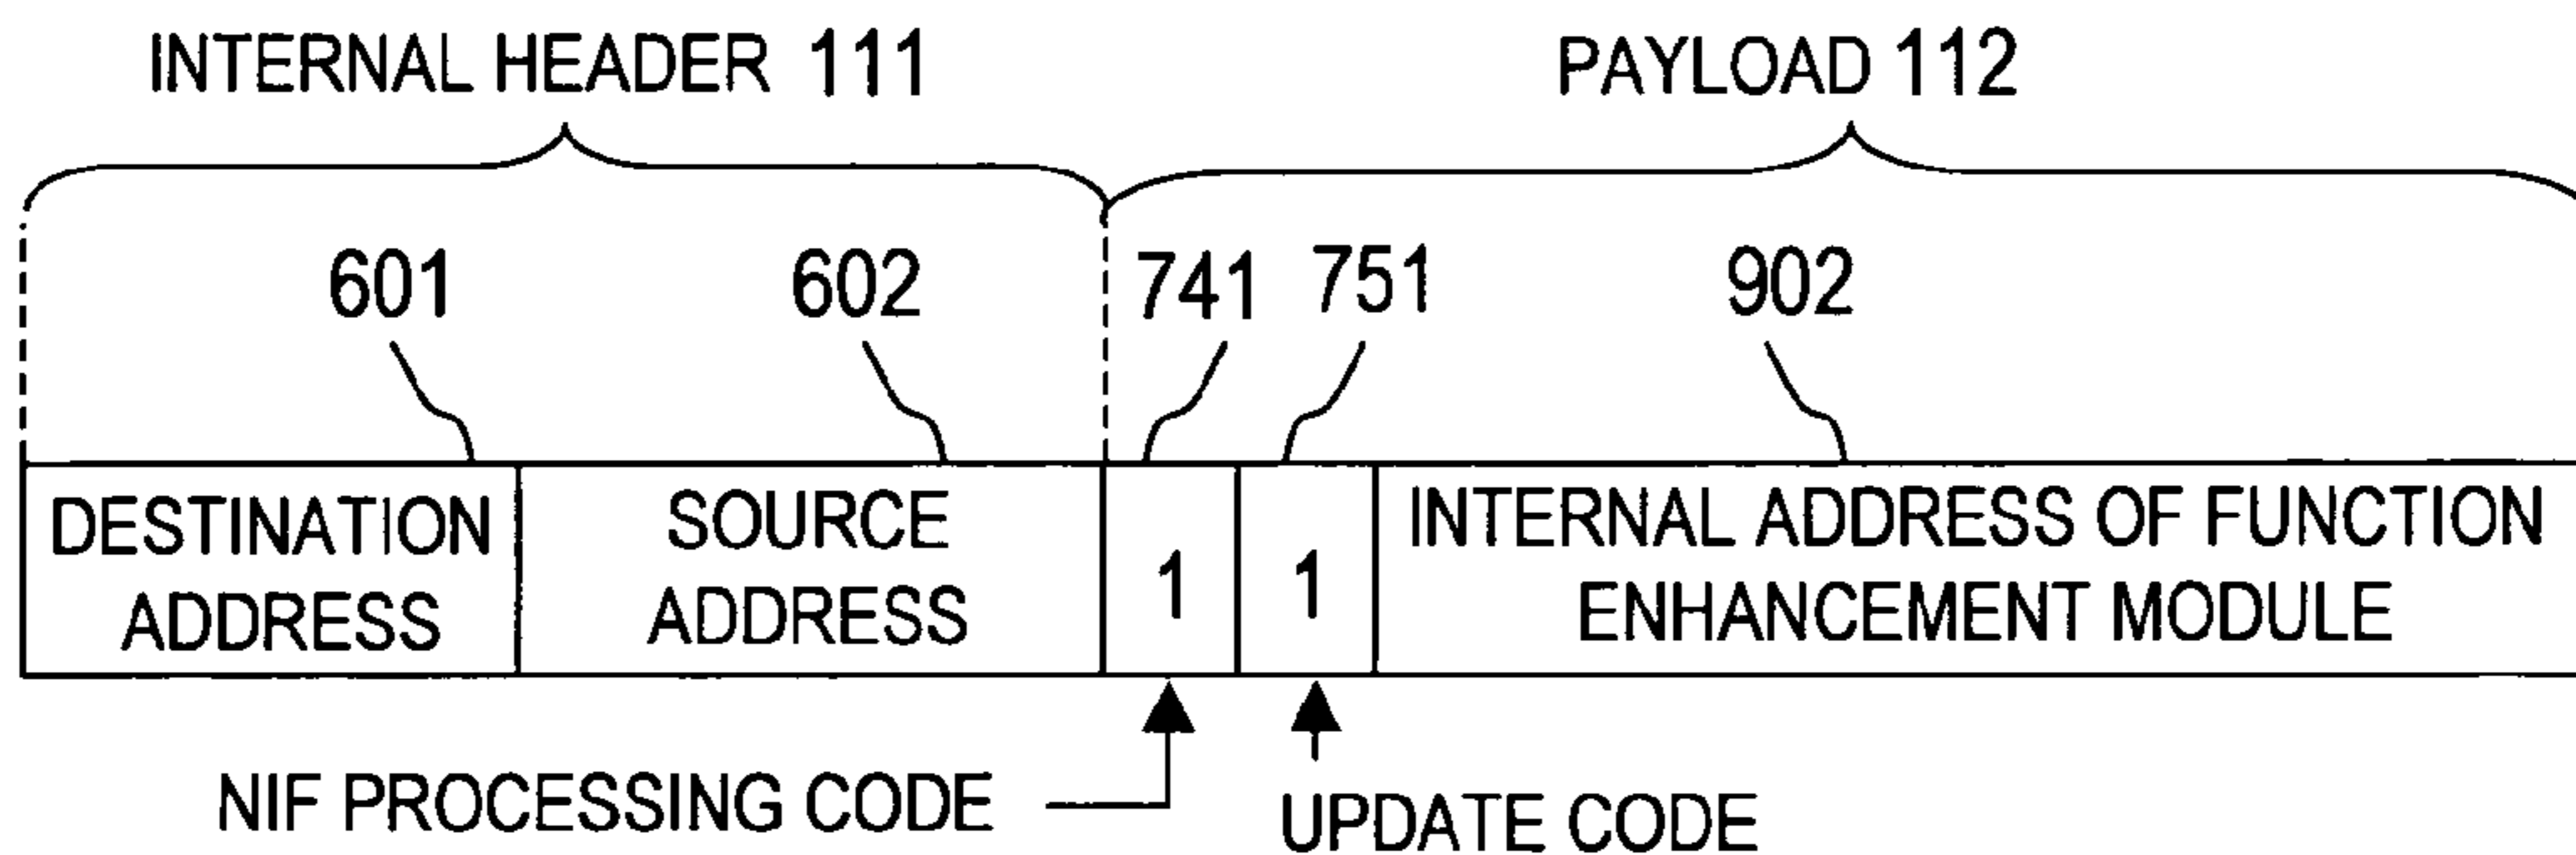 INTERNAL HEADER 111
PAYLOAD 112
601
602
741
751
902
DESTINATION
ADDRESS
SOURCE
ADDRESS
1
1
INTERNAL ADDRESS OF FUNCTION
ENHANCEMENT MODULE
NIF PROCESSING CODE
UPDATE CODE